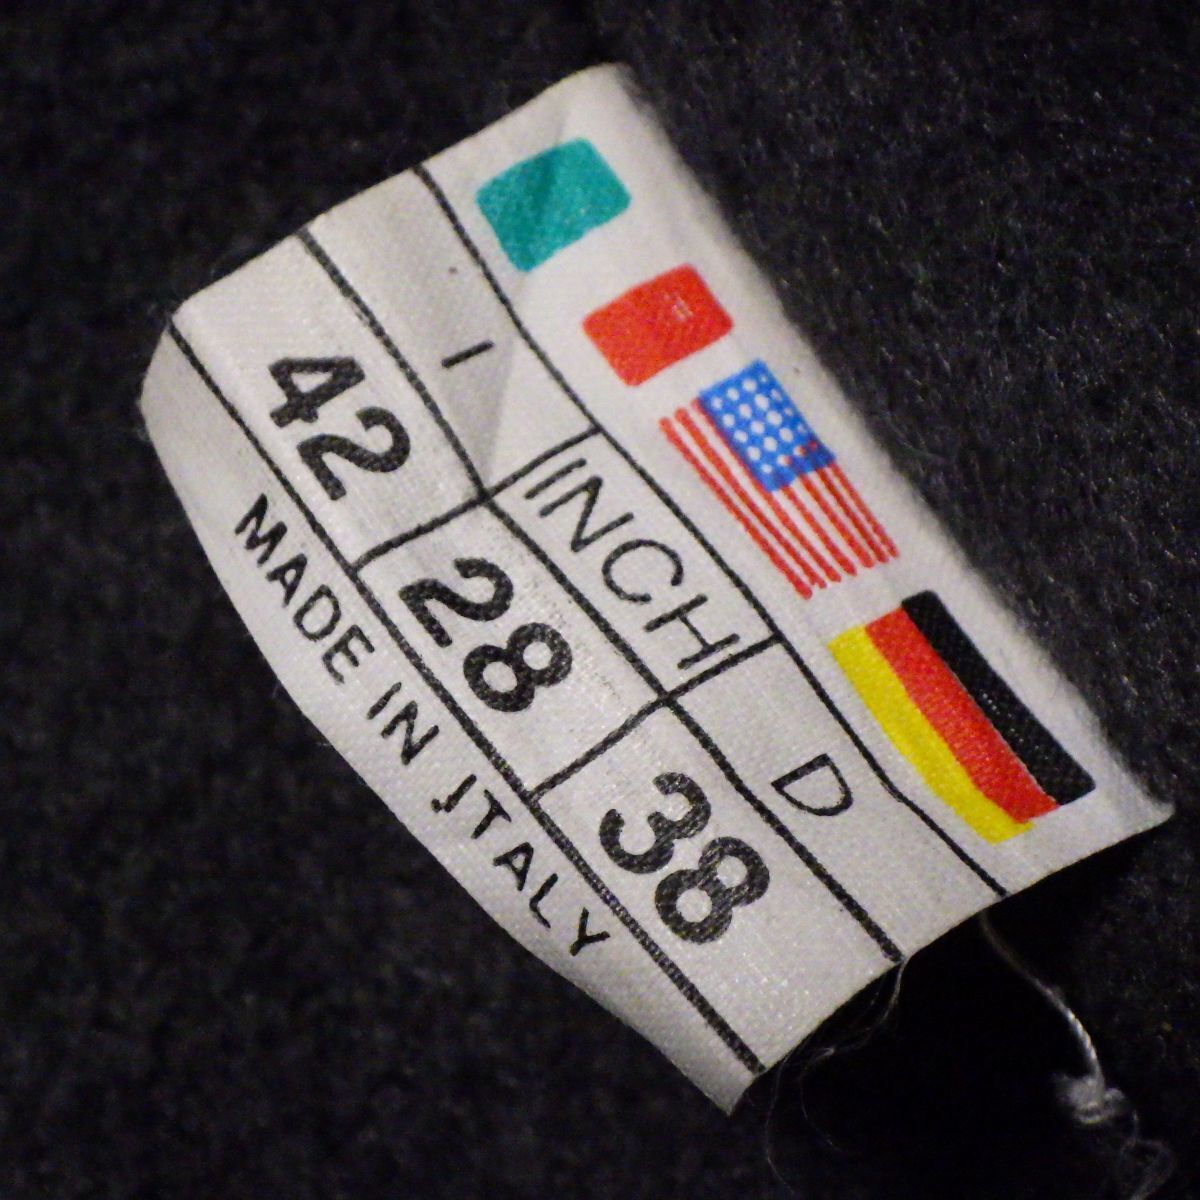 I INCH D
42 28 38
MADE IN ITALY